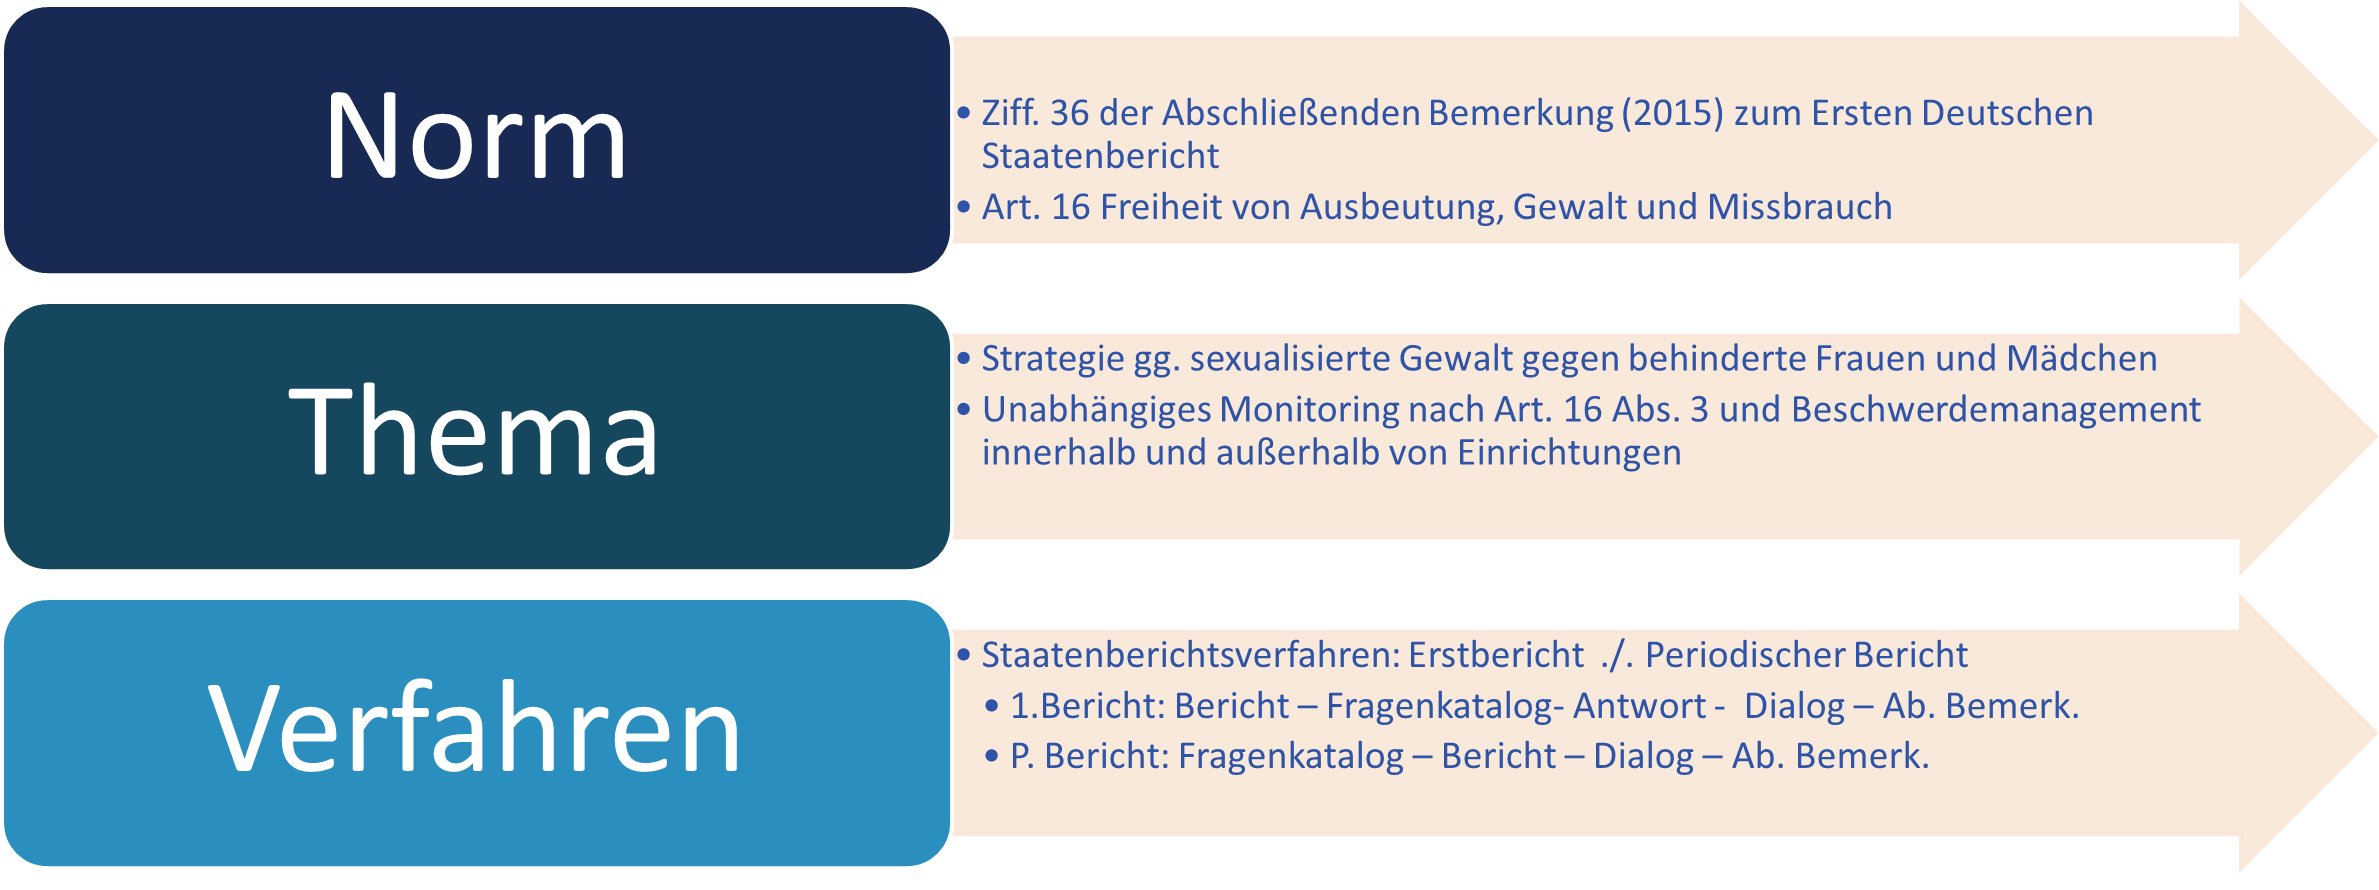 Norm
• Ziff. 36 der Abschließenden Bemerkung (2015) zum Ersten Deutschen
Staatenbericht
• Art. 16 Freiheit von Ausbeutung, Gewalt und Missbrauch
Thema
• Strategie gg. sexualisierte Gewalt gegen behinderte Frauen und Mädchen
• Unabhängiges Monitoring nach Art. 16 Abs. 3 und Beschwerdemanagement
innerhalb und außerhalb von Einrichtungen
Verfahren
• Staatenberichtsverfahren: Erstbericht ./. Periodischer Bericht
• 1.Bericht: Bericht – Fragenkatalog- Antwort - Dialog – Ab. Bemerk.
• P. Bericht: Fragenkatalog – Bericht – Dialog – Ab. Bemerk.